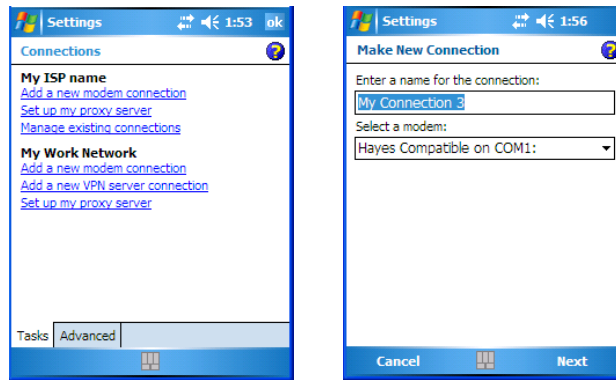 Settings 1:53 ok
Connections
My ISP name
Add a new modem connection
Set up my proxy server
Manage existing connections
My Work Network
Add a new modem connection
Add a new VPN server connection
Set up my proxy server
Tasks Advanced
Settings 1:56
Make New Connection
Enter a name for the connection:
My Connection 3
Select a modem:
Hayes Compatible on COM1:
Cancel Next